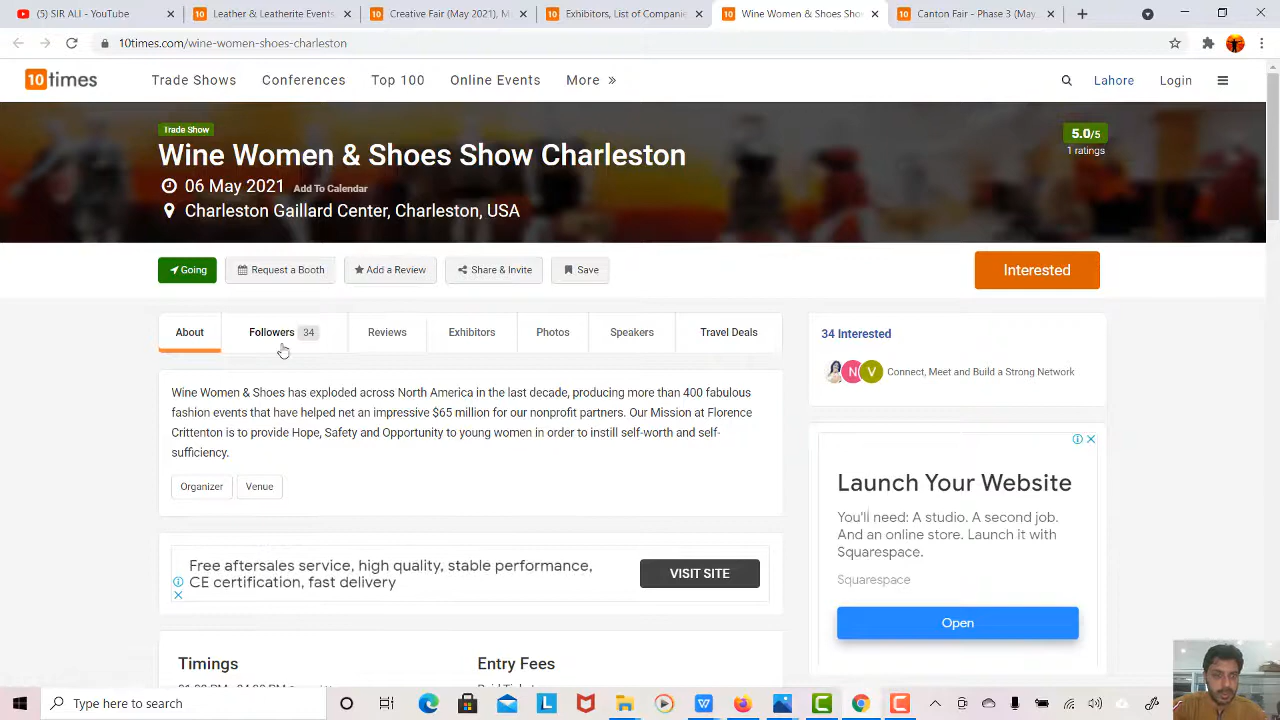 SIR ALI - YouTube
Leather & Leathette Events
Creative Fair (May 2021), M
Exhibitors, List of Companie
Wine Women & Shoes Sho
Canton Fair - Phase 3 (May
10times.com/wine-women-shoes-charleston
10times
Trade Shows Conferences Top 100 Online Events More »
Lahore Login
Trade Show
Wine Women & Shoes Show Charleston
06 May 2021 Add To Calendar
Charleston Gaillard Center, Charleston, USA
5.0/5
1 ratings
Going Request a Booth Add a Review Share & Invite Save
Interested
About Followers 34 Reviews Exhibitors Photos Speakers Travel Deals
34 Interested
N V Connect, Meet and Build a Strong Network
Wine Women & Shoes has exploded across North America in the last decade, producing more than 400 fabulous
fashion events that have helped net an impressive $65 million for our nonprofit partners. Our Mission at Florence
Crittenton is to provide Hope, Safety and Opportunity to young women in order to instill self-worth and self-
sufficiency.
Organizer Venue
Launch Your Website
You'll need: A studio. A second job.
And an online store. Launch it with
Squarespace.
Squarespace
Open
Free aftersales service, high quality, stable performance,
CE certification, fast delivery
VISIT SITE
Timings Entry Fees
Type here to search